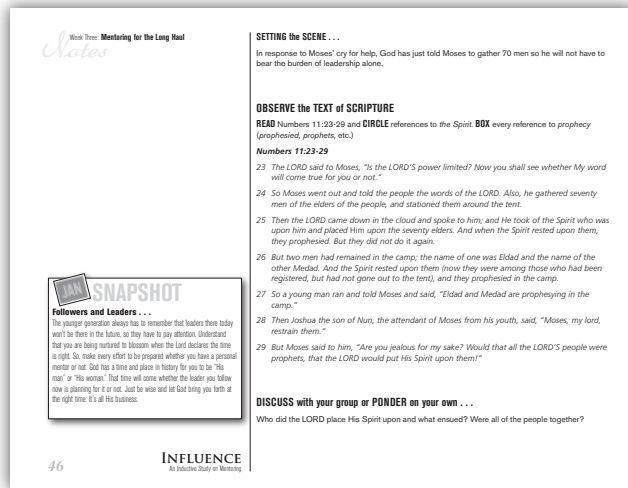 Week Three: Mentoring for the Long Haul
Notes
JAN SNAPSHOT
Followers and Leaders . . .
The younger generation always has to remember that leaders there today
won't be there in the future, so they have to pay attention. Understand
that you are being nurtured to blossom when the Lord declares the time
is right. So, make every effort to be prepared whether you have a personal
mentor or not. God has a time and place in history for you to be "His
man" or "His woman." That time will come whether the leader you follow
now is planning for it or not. Just be wise and let God bring you forth at
the right time. It's all His business.
46
INFLUENCE
An Inductive Study on Mentoring
SETTING the SCENE . . .
In response to Moses' cry for help, God has just told Moses to gather 70 men so he will not have to
bear the burden of leadership alone.
OBSERVE the TEXT of SCRIPTURE
READ Numbers 11:23-29 and CIRCLE references to the Spirit. BOX every reference to prophecy
(prophesied, prophets, etc.)
Numbers 11:23-29
23 The LORD said to Moses, "Is the LORD'S power limited? Now you shall see whether My word
will come true for you or not."
24 So Moses went out and told the people the words of the LORD. Also, he gathered seventy
men of the elders of the people, and stationed them around the tent.
25 Then the LORD came down in the cloud and spoke to him; and He took of the Spirit who was
upon him and placed Him upon the seventy elders. And when the Spirit rested upon them,
they prophesied. But they did not do it again.
26 But two men had remained in the camp; the name of one was Eldad and the name of the
other Medad. And the Spirit rested upon them (now they were among those who had been
registered, but had not gone out to the tent), and they prophesied in the camp.
27 So a young man ran and told Moses and said, "Eldad and Medad are prophesying in the
camp."
28 Then Joshua the son of Nun, the attendant of Moses from his youth, said, "Moses, my lord,
restrain them."
29 But Moses said to him, "Are you jealous for my sake? Would that all the LORD'S people were
prophets, that the LORD would put His Spirit upon them!"
DISCUSS with your group or PONDER on your own . . .
Who did the LORD place His Spirit upon and what ensued? Were all of the people together?